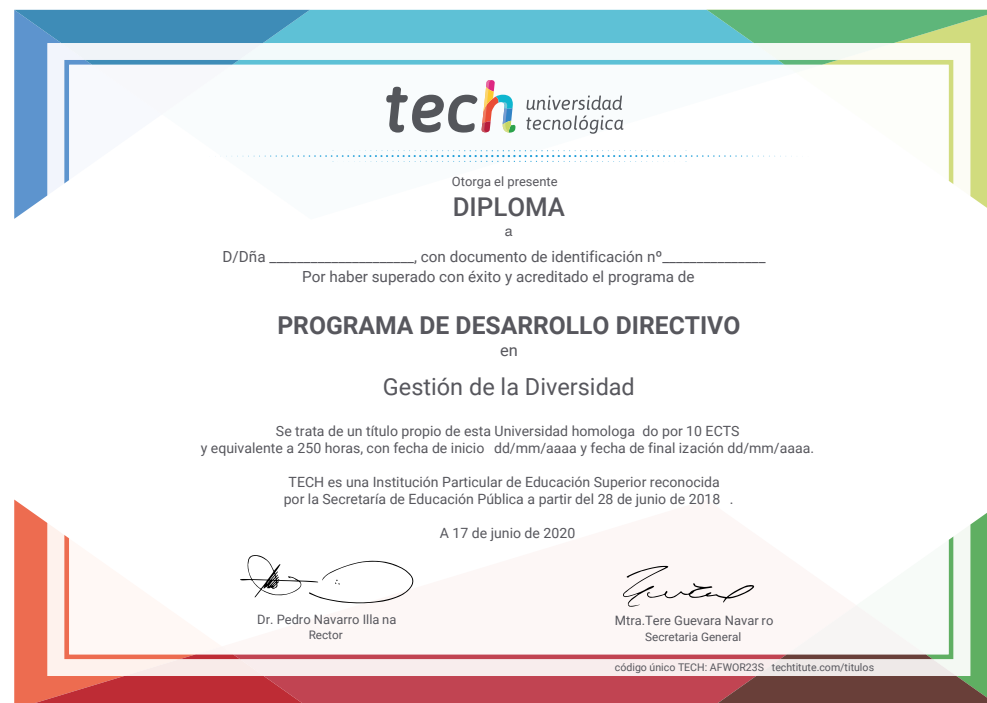 tech universidad
tecnológica
Otorga el presente
DIPLOMA
a
D/Dña ____________________, con documento de identificación nº______________
Por haber superado con éxito y acreditado el programa de
PROGRAMA DE DESARROLLO DIRECTIVO
en
Gestión de la Diversidad
Se trata de un título propio de esta Universidad homologa do por 10 ECTS
y equivalente a 250 horas, con fecha de inicio dd/mm/aaaa y fecha de final ización dd/mm/aaaa.
TECH es una Institución Particular de Educación Superior reconocida
por la Secretaría de Educación Pública a partir del 28 de junio de 2018 .
A 17 de junio de 2020
Dr. Pedro Navarro Illa na
Rector
Mtra.Tere Guevara Navar ro
Secretaria General
código único TECH: AFWOR23S techtitute.com/titulos